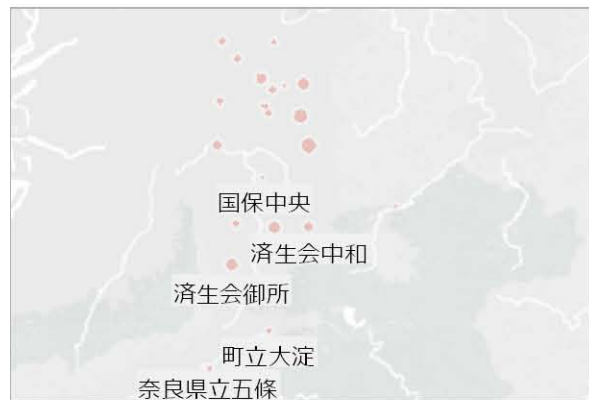 国保中央
済生会中和
済生会御所
町立大淀
奈良県立五條